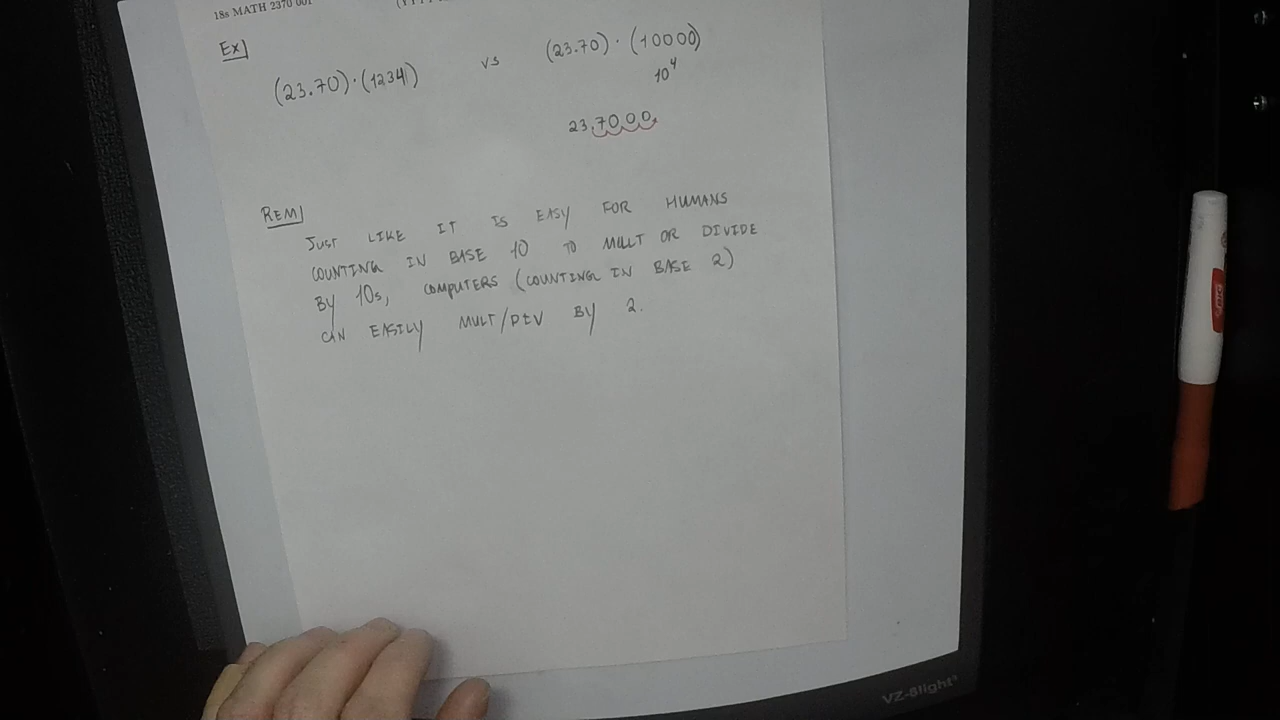 18s MATH 2370 001
Ex]
(23.70)·(1234) vs (23.70)·(10000)
10⁴
23.7000.
REM]
JUST LIKE IT IS EASY FOR HUMANS
COUNTING IN BASE 10 TO MULT OR DIVIDE
BY 10s, COMPUTERS (COUNTING IN BASE 2)
CAN EASILY MULT/DIV BY 2.
VZ-8light³